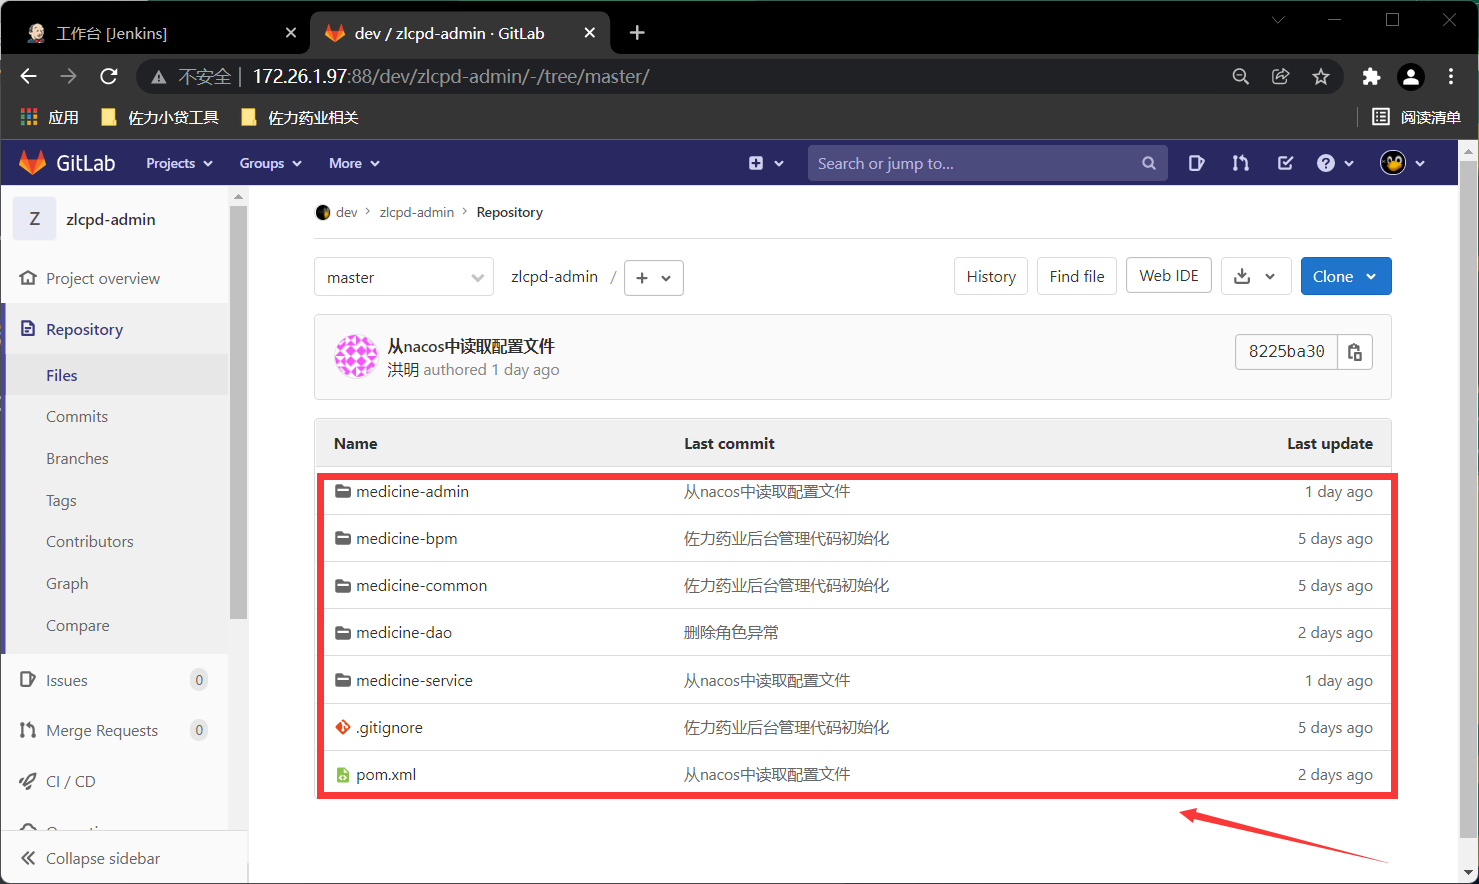 工作台 [Jenkins]
dev / zlcpd-admin · GitLab
不安全 172.26.1.97:88/dev/zlcpd-admin/-/tree/master/
应用 佐力小贷工具 佐力药业相关 阅读清单
GitLab Projects Groups More Search or jump to...
Z zlcpd-admin
Project overview
Repository
Files
Commits
Branches
Tags
Contributors
Graph
Compare
Issues 0
Merge Requests 0
CI / CD
Collapse sidebar
dev > zlcpd-admin > Repository
master zlcpd-admin / + History Find file Web IDE Clone
从nacos中读取配置文件
洪明 authored 1 day ago
8225ba30
Name Last commit Last update
medicine-admin 从nacos中读取配置文件 1 day ago
medicine-bpm 佐力药业后台管理代码初始化 5 days ago
medicine-common 佐力药业后台管理代码初始化 5 days ago
medicine-dao 删除角色异常 2 days ago
medicine-service 从nacos中读取配置文件 1 day ago
.gitignore 佐力药业后台管理代码初始化 5 days ago
pom.xml 从nacos中读取配置文件 2 days ago